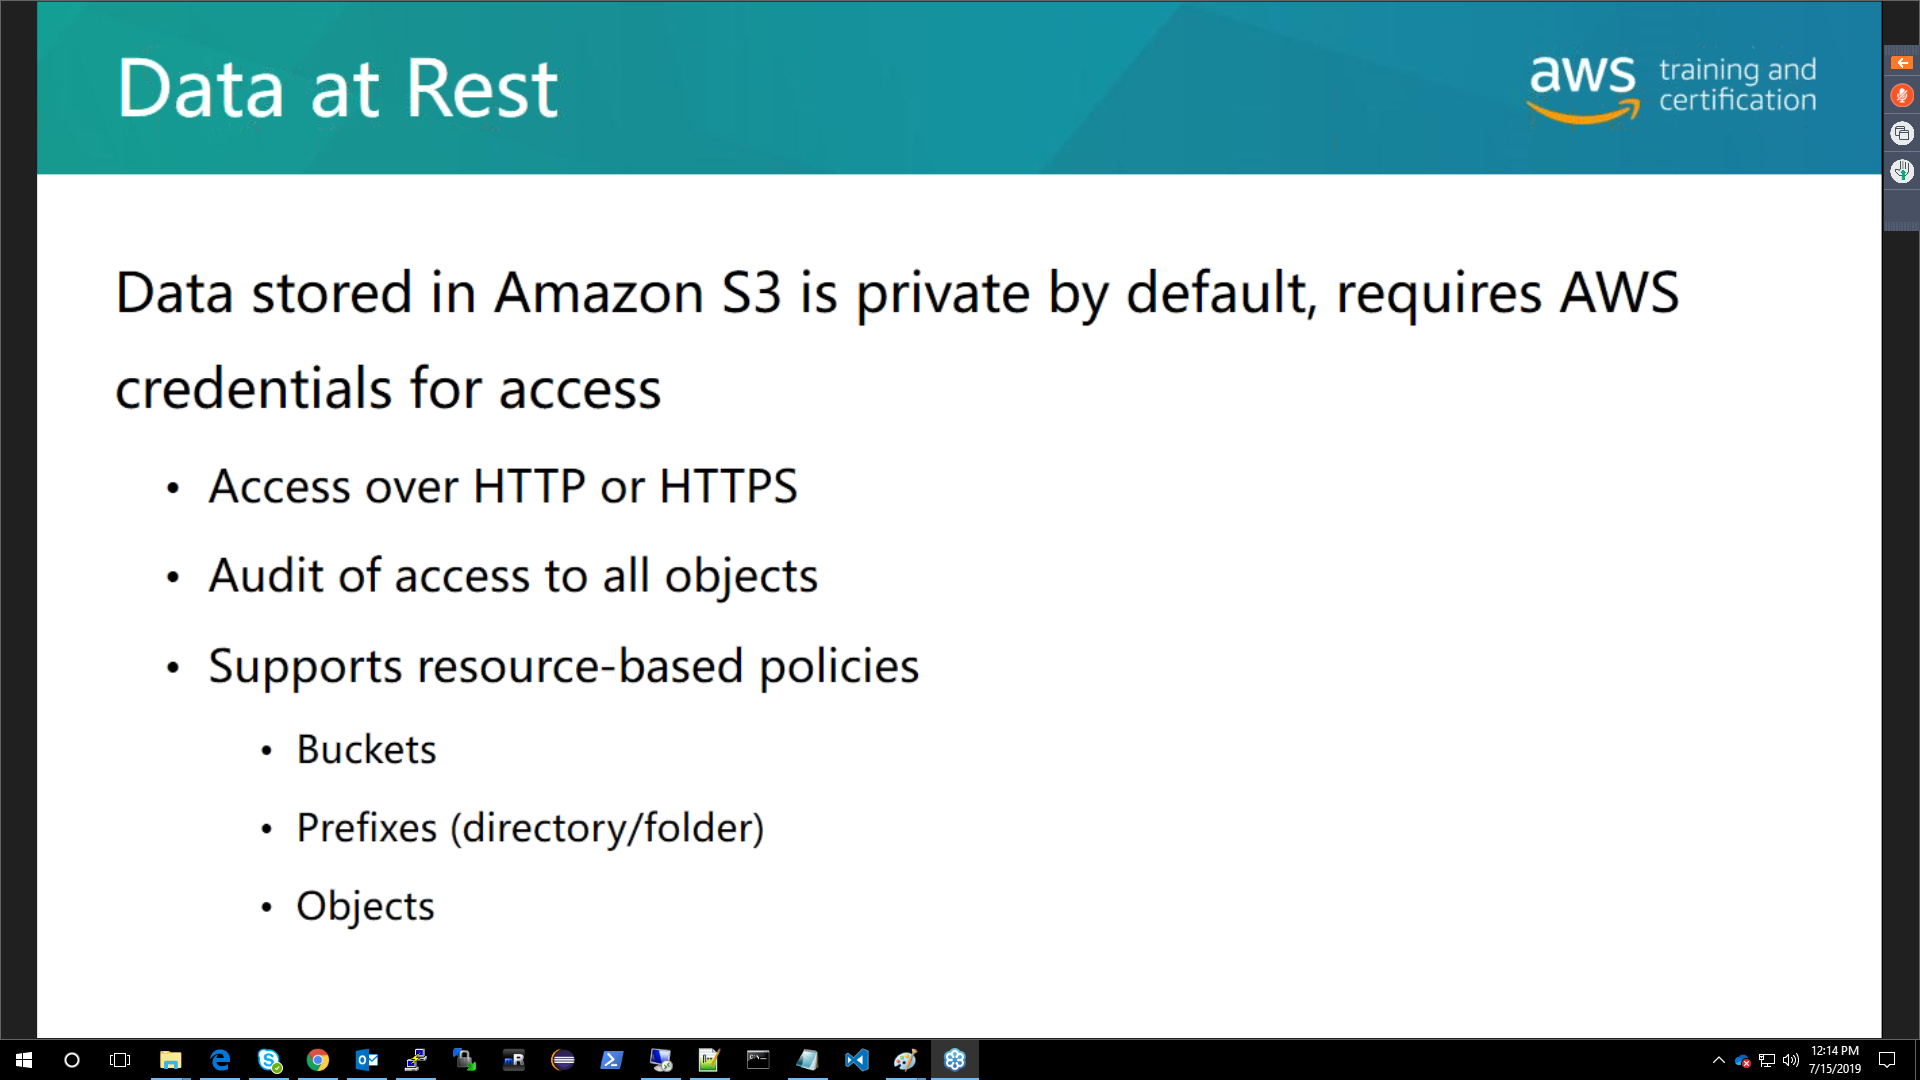 Data at Rest
aws training and
certification
Data stored in Amazon S3 is private by default, requires AWS
credentials for access
• Access over HTTP or HTTPS
• Audit of access to all objects
• Supports resource-based policies
• Buckets
• Prefixes (directory/folder)
• Objects
12:14 PM
7/15/2019